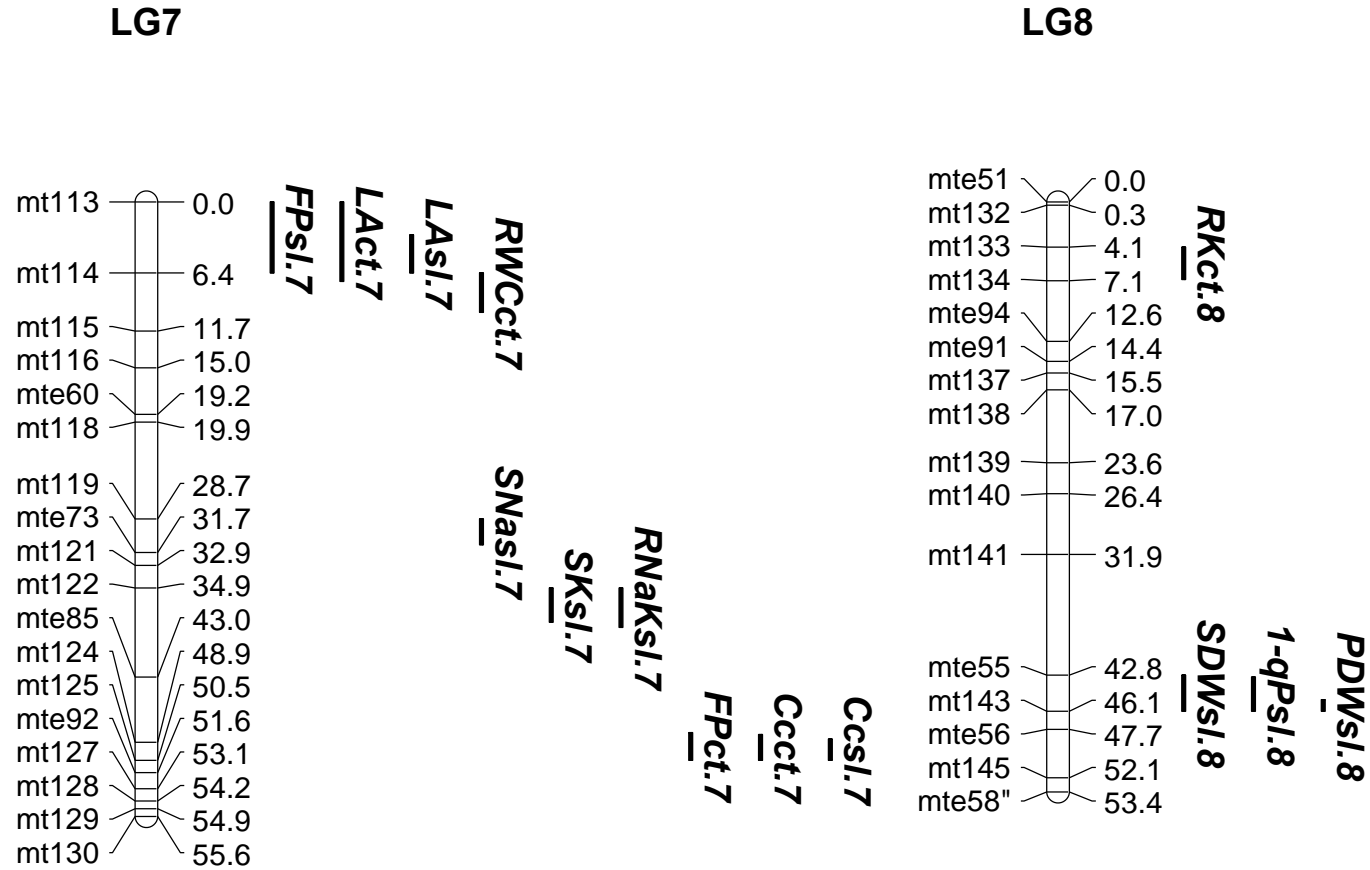 LG7
mt113 0.0
mt114 6.4
mt115 11.7
mt116 15.0
mte60 19.2
mt118 19.9
mt119 28.7
mte73 31.7
mt121 32.9
mt122 34.9
mte85 43.0
mt124 48.9
mt125 50.5
mte92 51.6
mt127 53.1
mt128 54.2
mt129 54.9
mt130 55.6
FPsl.7
LAct.7
LAsl.7
RWCct.7
SNasl.7
SKsl.7
RNaKsl.7
FPct.7
Ccct.7
Ccsl.7
LG8
mte51 0.0
mt132 0.3
mt133 4.1
mt134 7.1
mte94 12.6
mte91 14.4
mt137 15.5
mt138 17.0
mt139 23.6
mt140 26.4
mt141 31.9
mte55 42.8
mt143 46.1
mte56 47.7
mt145 52.1
mte58" 53.4
RKct.8
SDWsl.8
1-qPsl.8
PDWsl.8